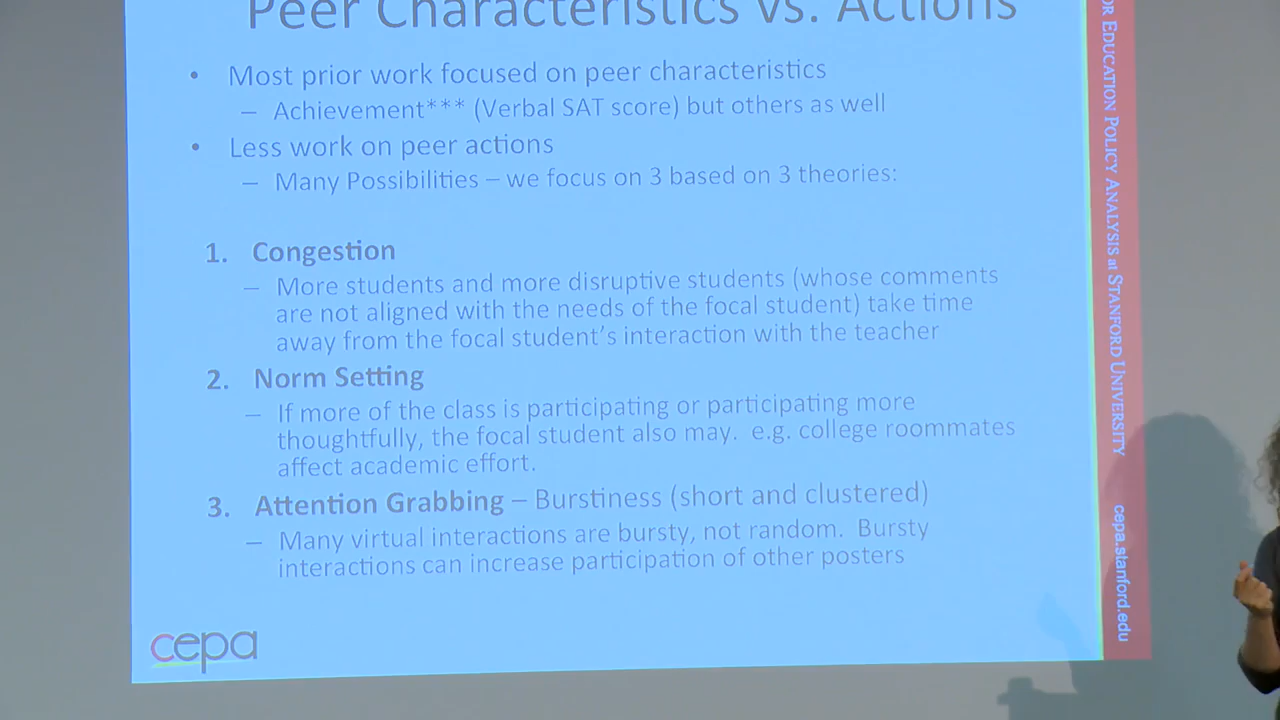 Peer Characteristics vs. Actions
• Most prior work focused on peer characteristics
– Achievement*** (Verbal SAT score) but others as well
• Less work on peer actions
– Many Possibilities – we focus on 3 based on 3 theories:
1. Congestion
– More students and more disruptive students (whose comments
are not aligned with the needs of the focal student) take time
away from the focal student's interaction with the teacher
2. Norm Setting
– If more of the class is participating or participating more
thoughtfully, the focal student also may. e.g. college roommates
affect academic effort.
3. Attention Grabbing – Burstiness (short and clustered)
– Many virtual interactions are bursty, not random. Bursty
interactions can increase participation of other posters
cepa
OR EDUCATION POLICY ANALYSIS at STANFORD UNIVERSITY
cepa.stanford.edu